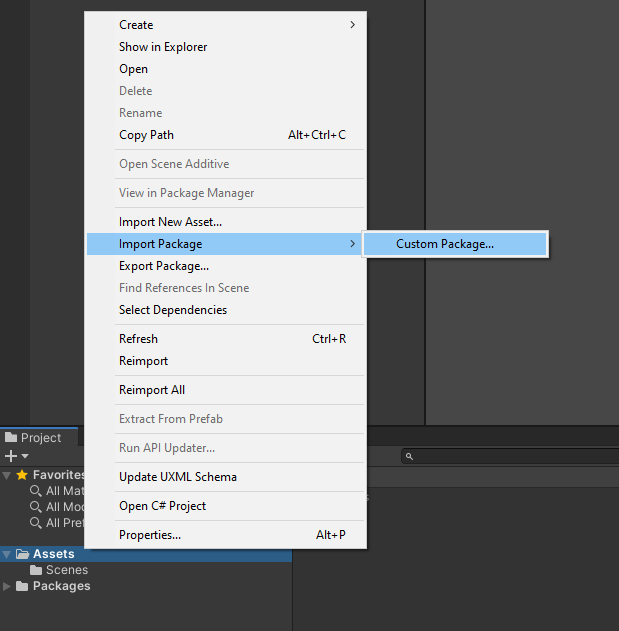 Create
Show in Explorer
Open
Delete
Rename
Copy Path Alt+Ctrl+C
Open Scene Additive
View in Package Manager
Import New Asset...
Import Package Custom Package...
Export Package...
Find References In Scene
Select Dependencies
Refresh Ctrl+R
Reimport
Reimport All
Extract From Prefab
Run API Updater...
Update UXML Schema
Open C# Project
Properties... Alt+P
Project
Favorites
All Mat
All Mod
All Pref
Assets
Scenes
Packages